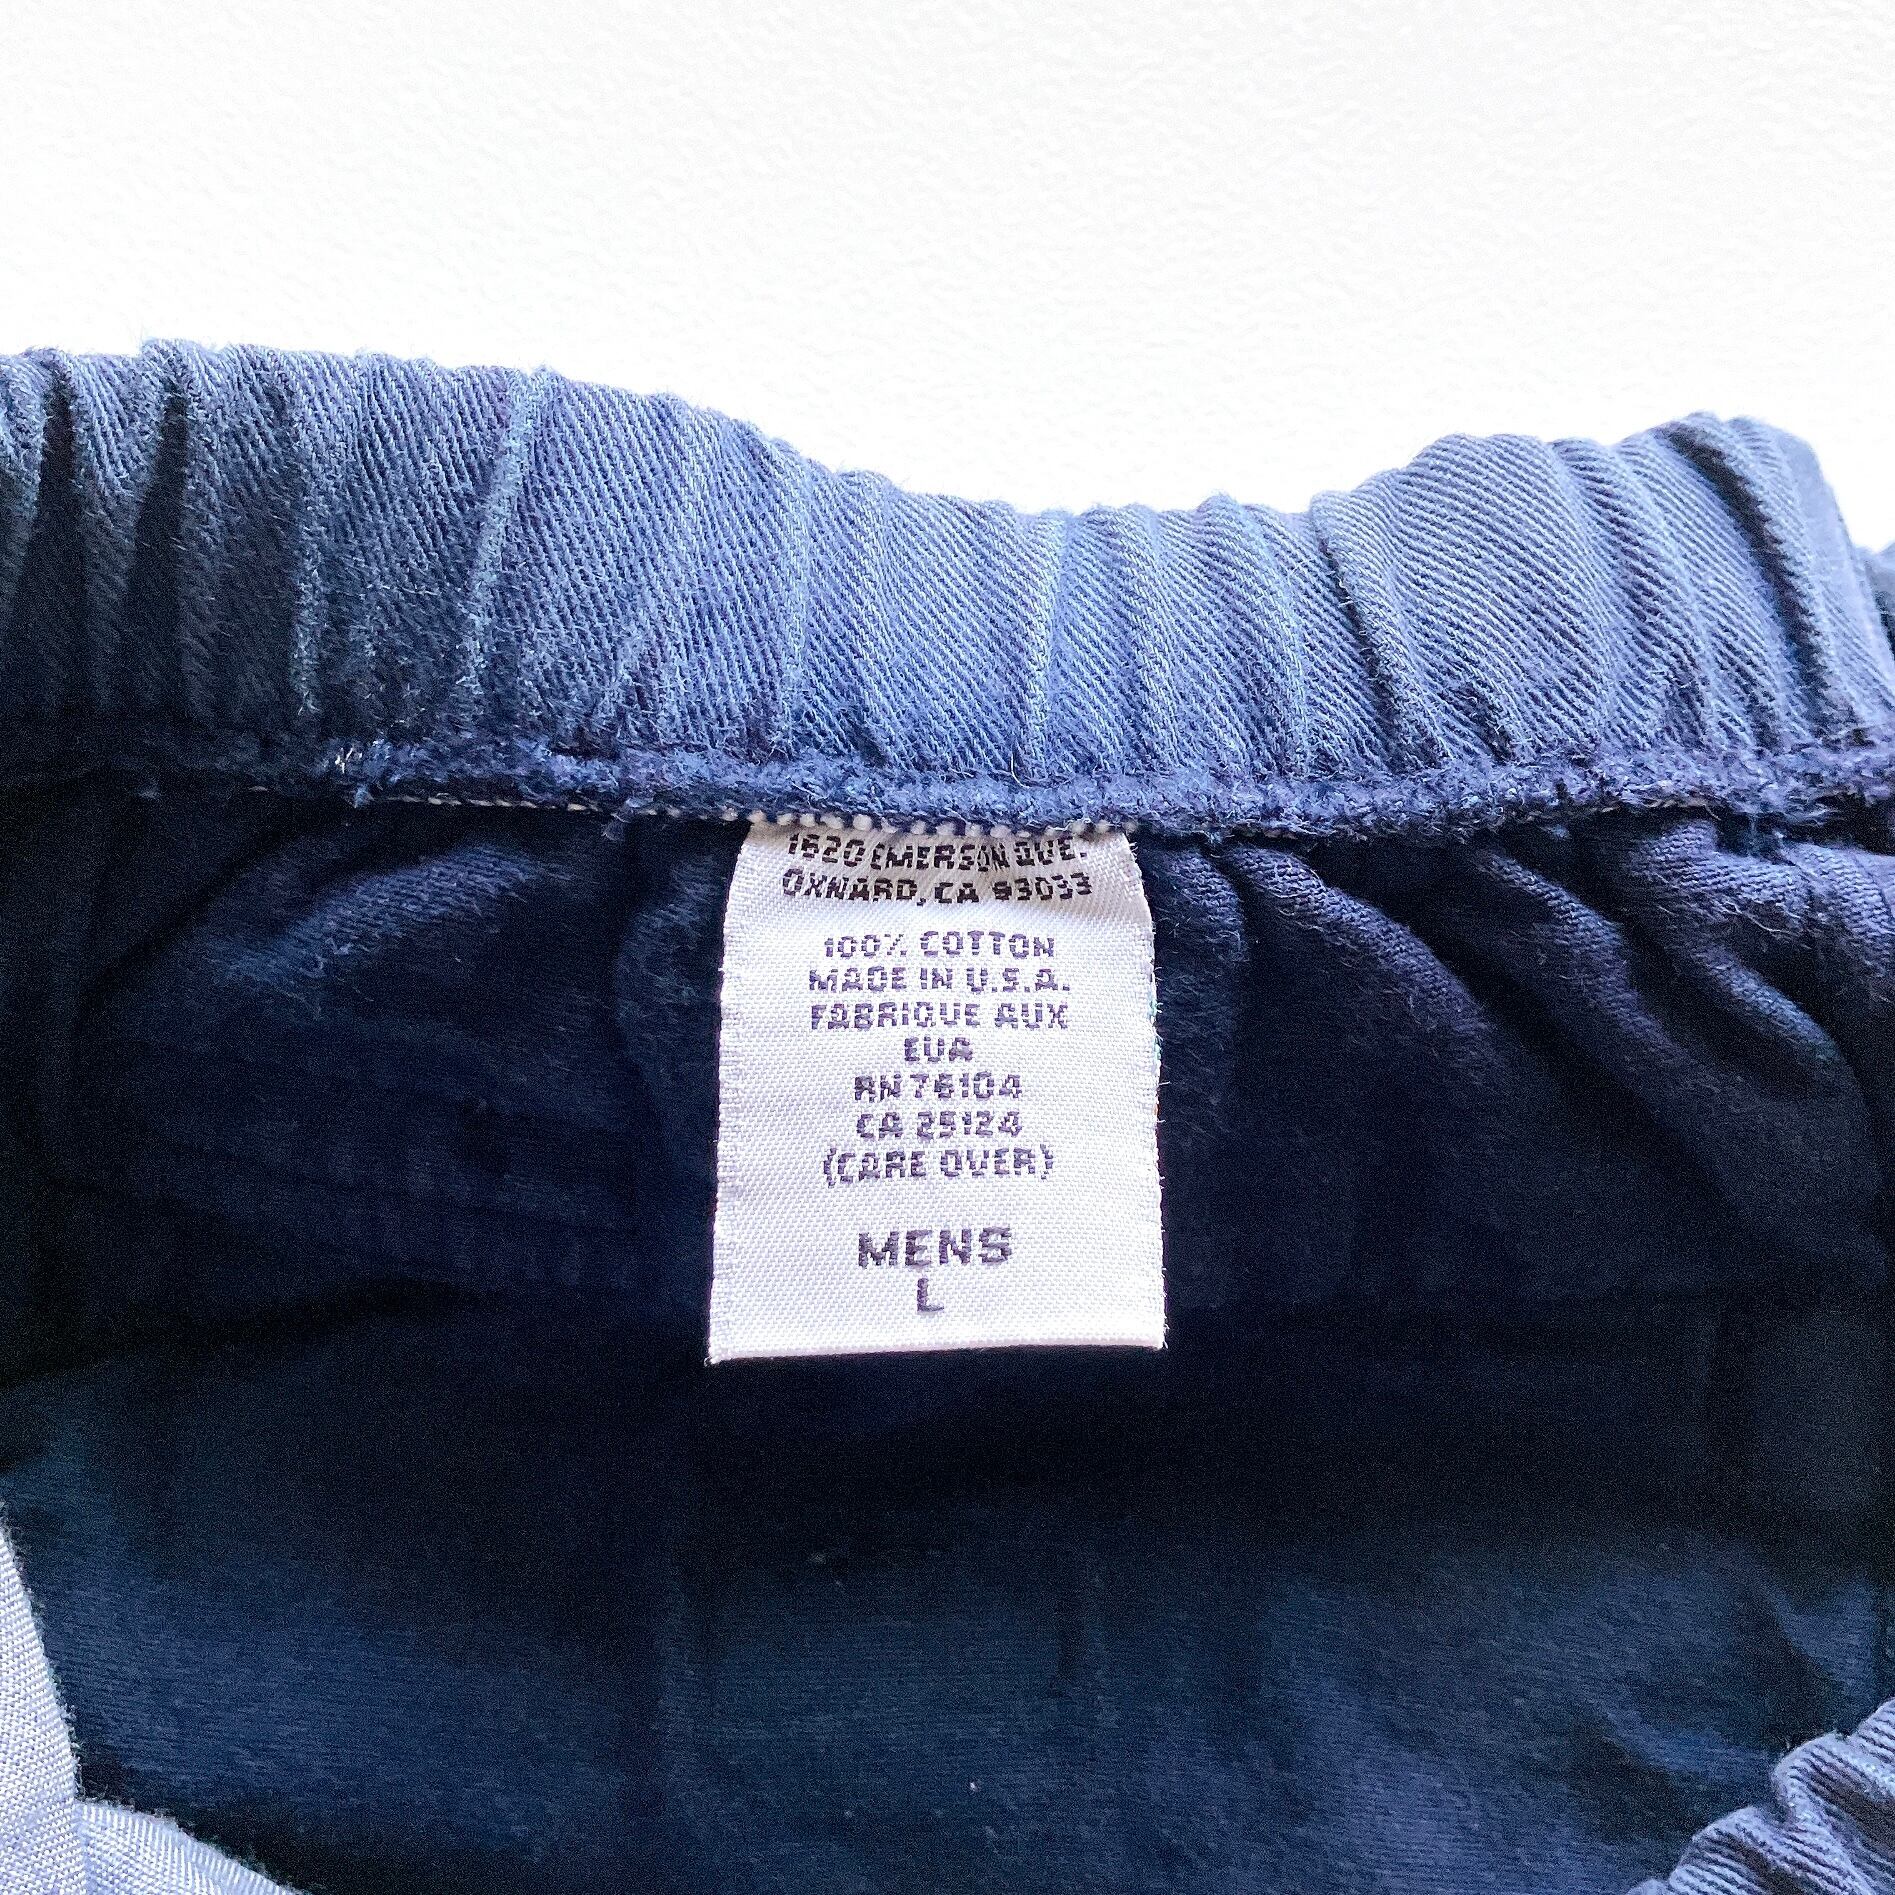 1620 EMERSON AVE.
OXNARD, CA 93033
100% COTTON
MADE IN U.S.A.
FABRIQUE AUX
EUA
RN 76104
CA 25124
(CARE OVER)
MENS
L